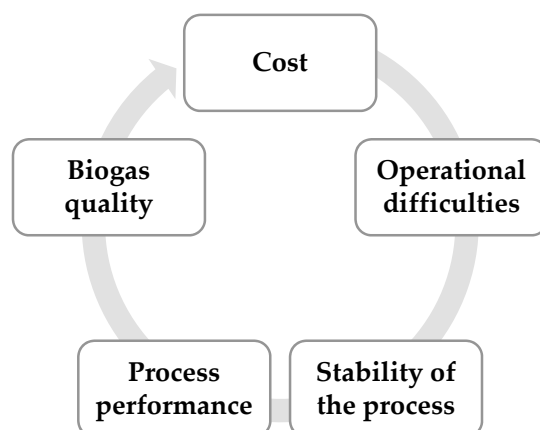 Cost
Operational
difficulties
Stability of
the process
Process
performance
Biogas
quality